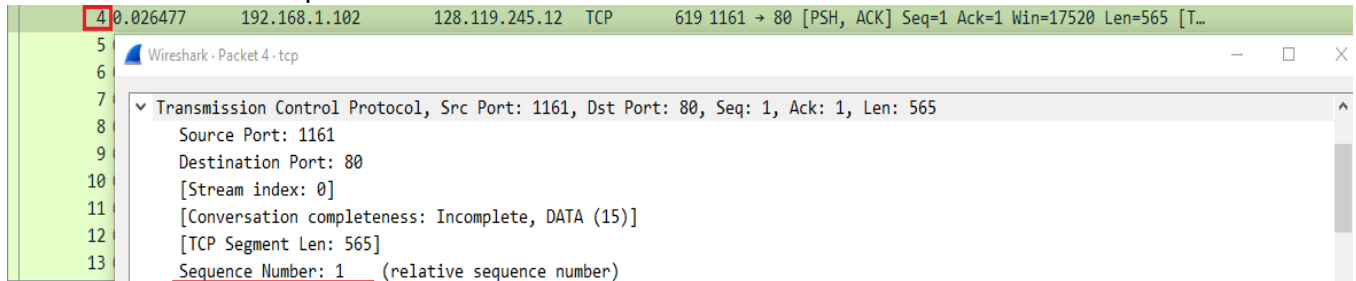 4 0.026477 192.168.1.102 128.119.245.12 TCP 619 1161 → 80 [PSH, ACK] Seq=1 Ack=1 Win=17520 Len=565 [T…
5
Wireshark · Packet 4 · tcp
6
7
Transmission Control Protocol, Src Port: 1161, Dst Port: 80, Seq: 1, Ack: 1, Len: 565
8
Source Port: 1161
9
Destination Port: 80
10
[Stream index: 0]
11
[Conversation completeness: Incomplete, DATA (15)]
12
[TCP Segment Len: 565]
13
Sequence Number: 1 (relative sequence number)